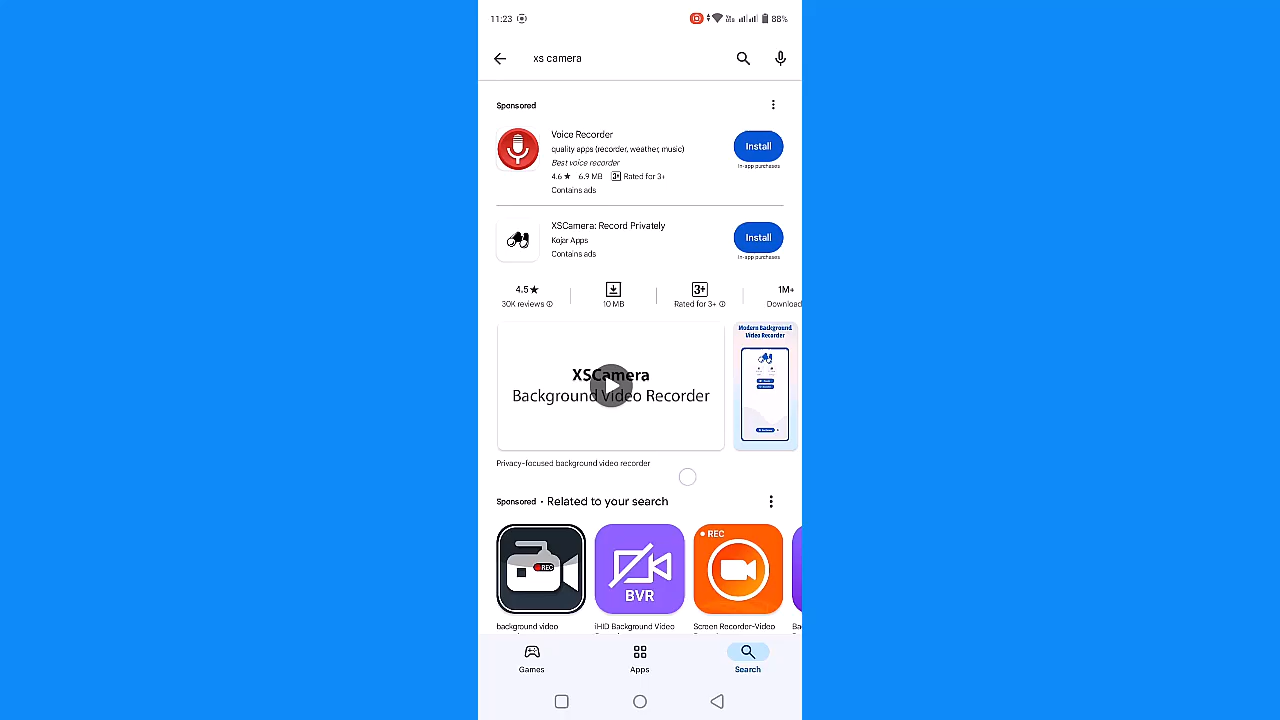 11:23
88%
xs camera
Sponsored
Voice Recorder
quality apps (recorder, weather, music)
Best voice recorder
4.6★ 6.9 MB 3+ Rated for 3+
Contains ads
Install
In-app purchases
XSCamera: Record Privately
Kojar Apps
Contains ads
Install
In-app purchases
4.5★
30K reviews
10 MB
3+
Rated for 3+
1M+
Download
XSCamera
Background Video Recorder
Modern Background
Video Recorder
Privacy-focused background video recorder
Sponsored · Related to your search
REC
BVR
REC
background video
iHID Background Video
Screen Recorder-Video
Ba
Games
Apps
Search